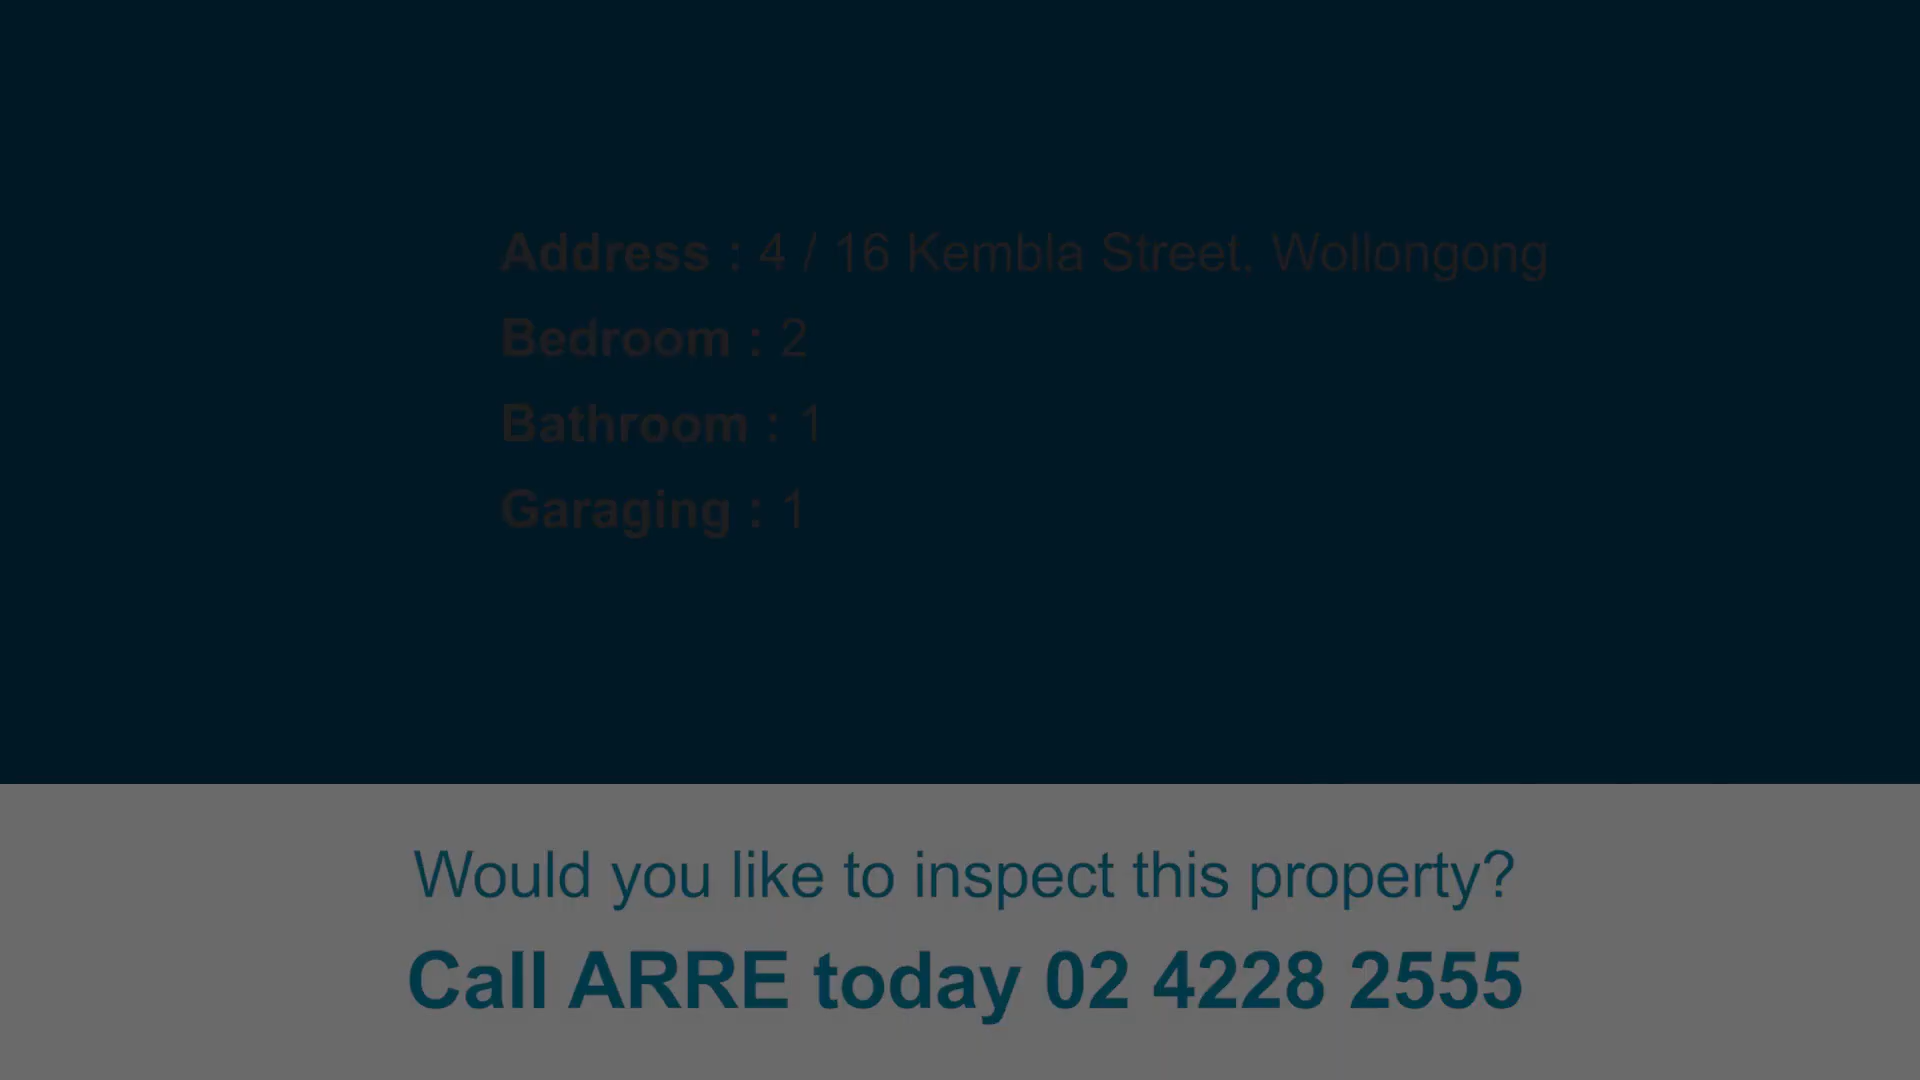 Address : 4 / 16 Kembla Street. Wollongong
Bedroom : 2
Bathroom : 1
Garaging : 1
Would you like to inspect this property?
Call ARRE today 02 4228 2555